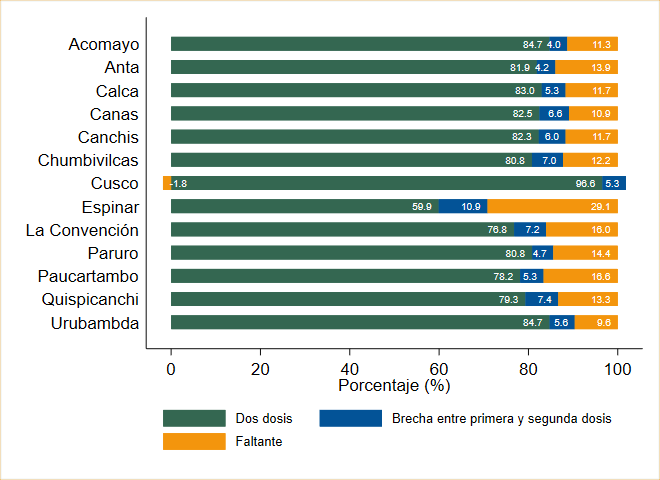 Acomayo 84.7 4.0 11.3
Anta 81.9 4.2 13.9
Calca 83.0 5.3 11.7
Canas 82.5 6.6 10.9
Canchis 82.3 6.0 11.7
Chumbivilcas 80.8 7.0 12.2
Cusco -1.8 96.6 5.3
Espinar 59.9 10.9 29.1
La Convención 76.8 7.2 16.0
Paruro 80.8 4.7 14.4
Paucartambo 78.2 5.3 16.6
Quispicanchi 79.3 7.4 13.3
Urubambda 84.7 5.6 9.6
0 20 40 60 80 100
Porcentaje (%)
Dos dosis Brecha entre primera y segunda dosis
Faltante